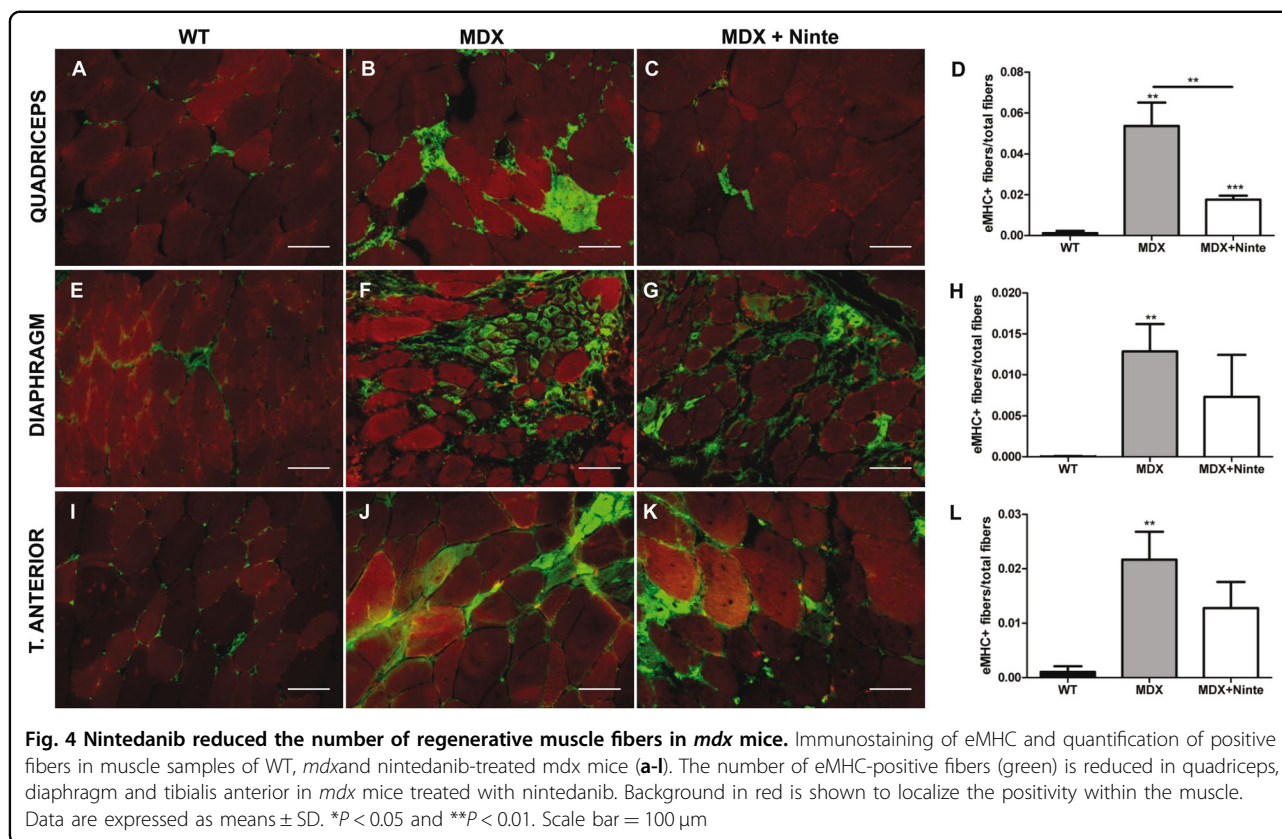 WT
MDX
MDX + Ninte
QUADRICEPS
A
B
C
D
eMHC+ fibers/total fibers
0.08
0.06
0.04
0.02
0.00
**
**
***
WT
MDX
MDX+Ninte
DIAPHRAGM
E
F
G
H
eMHC+ fibers/total fibers
0.020
0.015
0.010
0.005
0.000
**
WT
MDX
MDX+Ninte
T. ANTERIOR
I
J
K
L
eMHC+ fibers/total fibers
0.03
0.02
0.01
0.00
**
WT
MDX
MDX+Ninte
Fig. 4 Nintedanib reduced the number of regenerative muscle fibers in mdx mice. Immunostaining of eMHC and quantification of positive
fibers in muscle samples of WT, mdxand nintedanib-treated mdx mice (a-l). The number of eMHC-positive fibers (green) is reduced in quadriceps,
diaphragm and tibialis anterior in mdx mice treated with nintedanib. Background in red is shown to localize the positivity within the muscle.
Data are expressed as means ± SD. *P < 0.05 and **P < 0.01. Scale bar = 100 μm